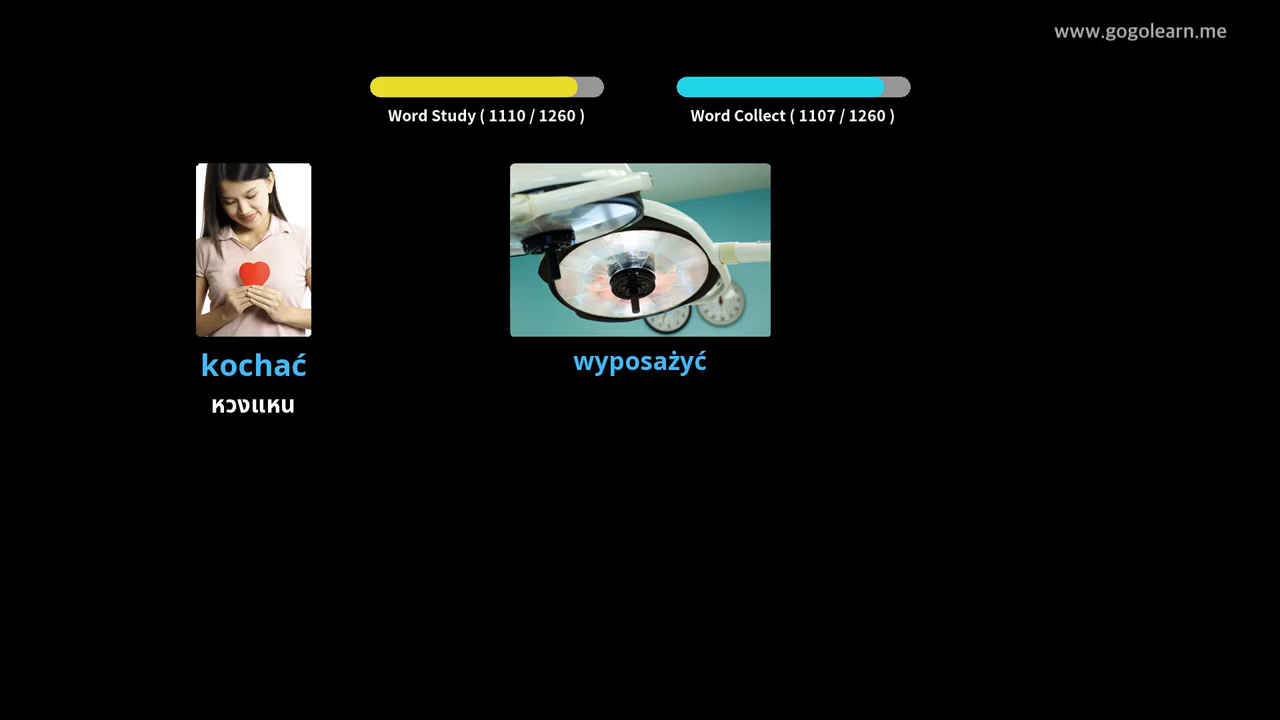 www.gogolearn.me
Word Study ( 1110 / 1260 )
Word Collect ( 1107 / 1260 )
kochać
หวงแหน
wyposażyć